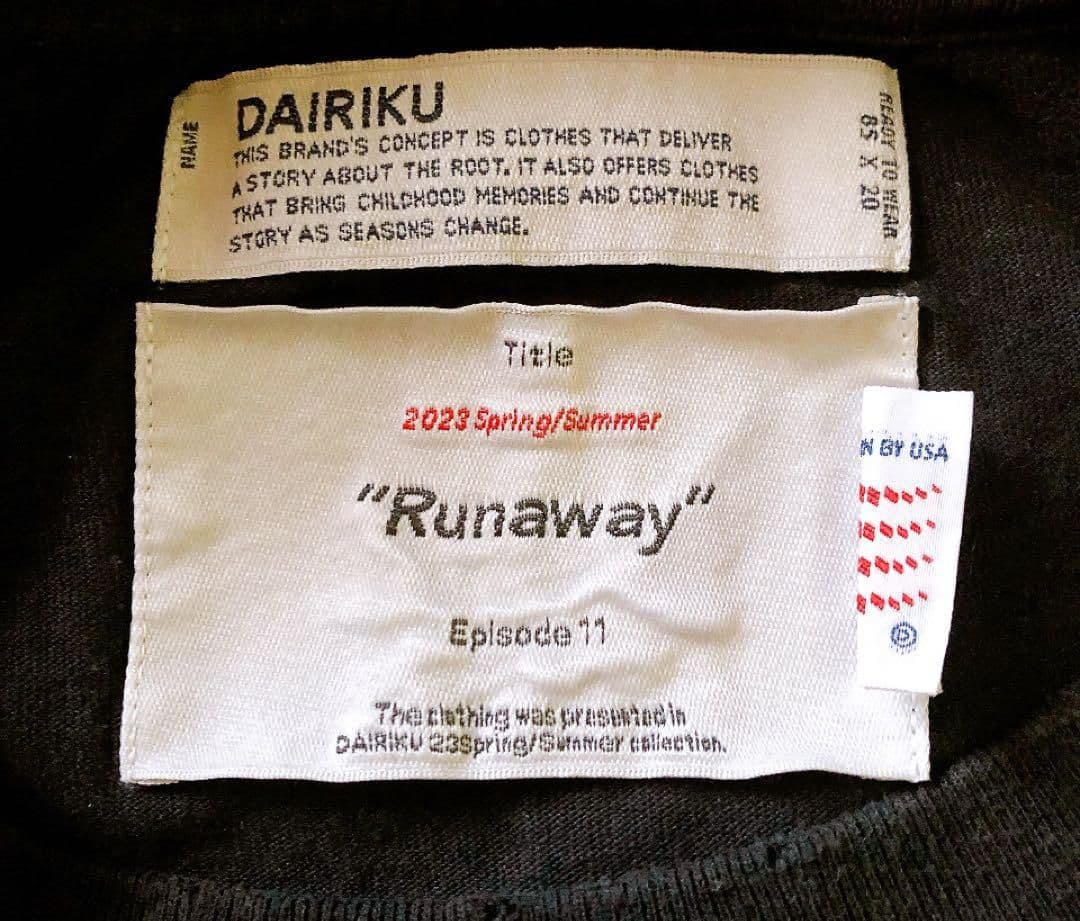 NAME
DAIRIKU
THIS BRAND'S CONCEPT IS CLOTHES THAT DELIVER
A STORY ABOUT THE ROOT. IT ALSO OFFERS CLOTHES
THAT BRING CHILDHOOD MEMORIES AND CONTINUE THE
STORY AS SEASONS CHANGE.
READY TO WEAR
85 X 20
Title
2023 Spring/Summer
"Runaway"
Episode 11
The clothing was presented in
DAIRIKU 23Spring/Summer collection.
N BY USA
D